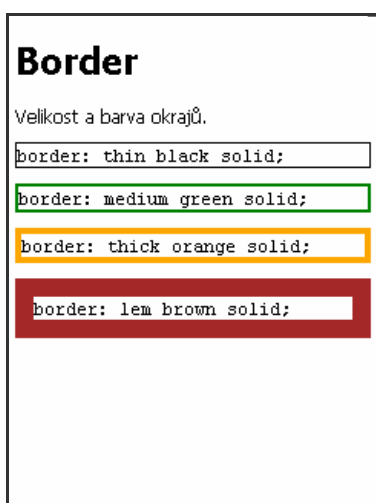 Border
Velikost a barva okrajů.
border: thin black solid;
border: medium green solid;
border: thick orange solid;
border: 1em brown solid;